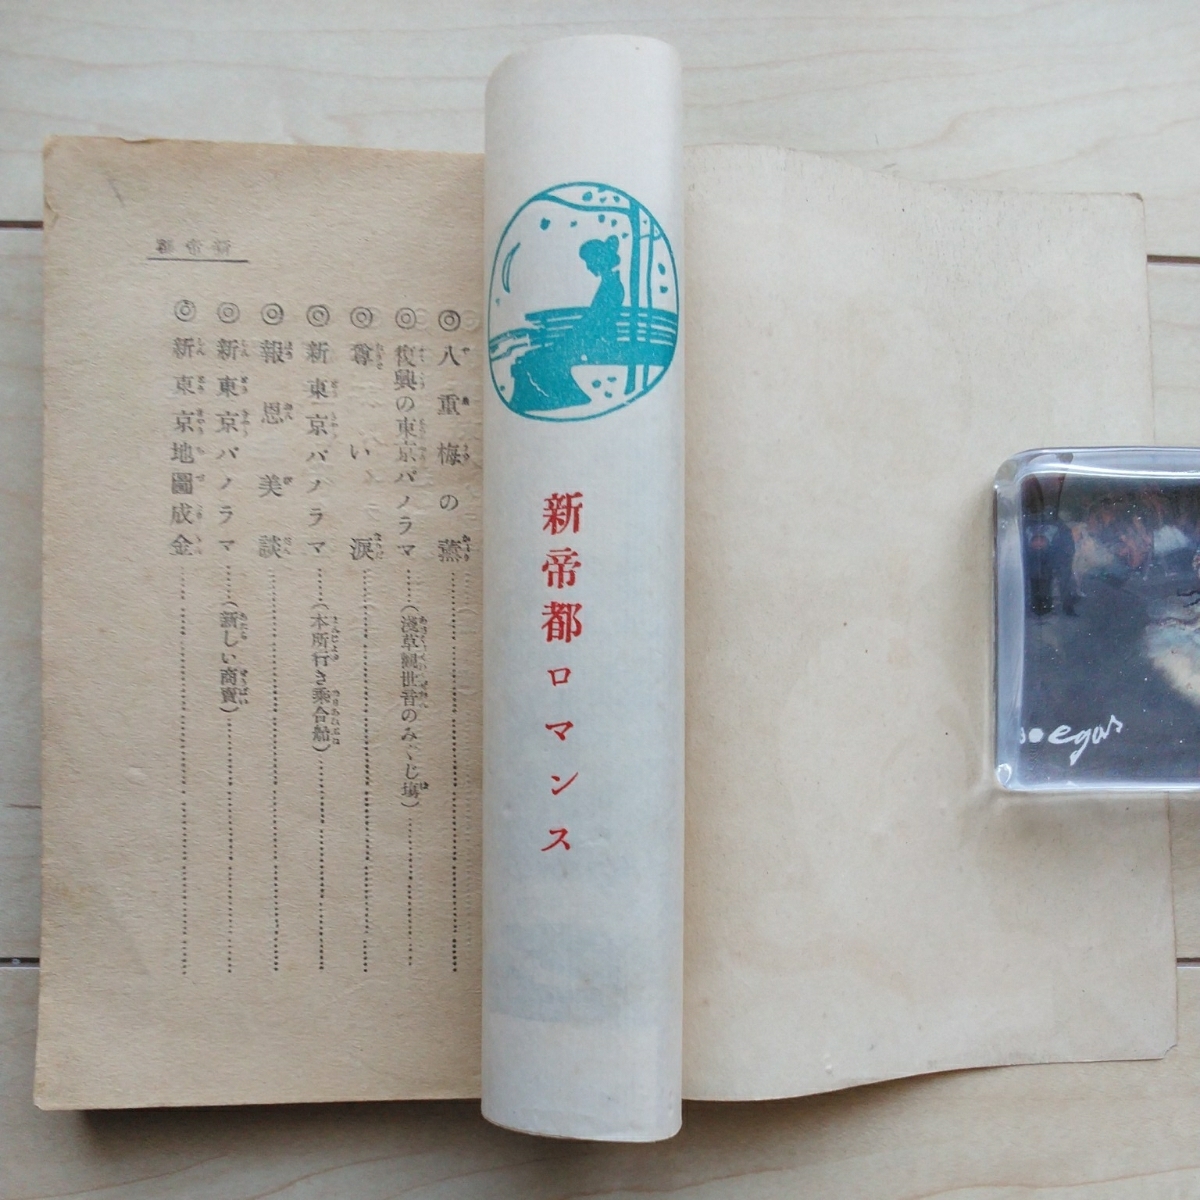 新帝都ロマンス
新帝都
◎八重梅の薫
◎復興の東京パノラマ……(淺草觀世音のみくじ場)
◎尊い涙
◎新東京パノラマ……(本所行き乘合船)
◎報恩美談
◎新東京パノラマ……(新しい商賣)
◎新東京地圖成金
egas